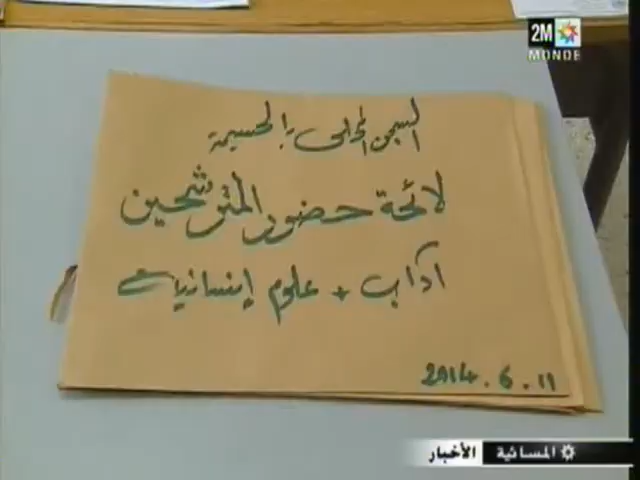 2M
MONDE
السجن المحلي بالحسيمة
لائحة حضور المترشحين
آداب + علوم إنسانية
2014.6.11
المسائية الأخبار